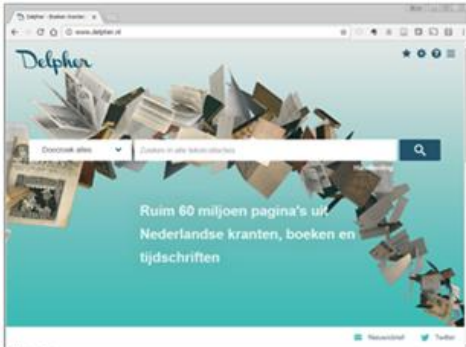 Delpher - Boeken Kranten
www.delpher.nl
Delpher
Doorzoek alles
Zoeken in alle tekstcollecties
Ruim 60 miljoen pagina's uit
Nederlandse kranten, boeken en
tijdschriften
Nieuwsbrief
Twitter